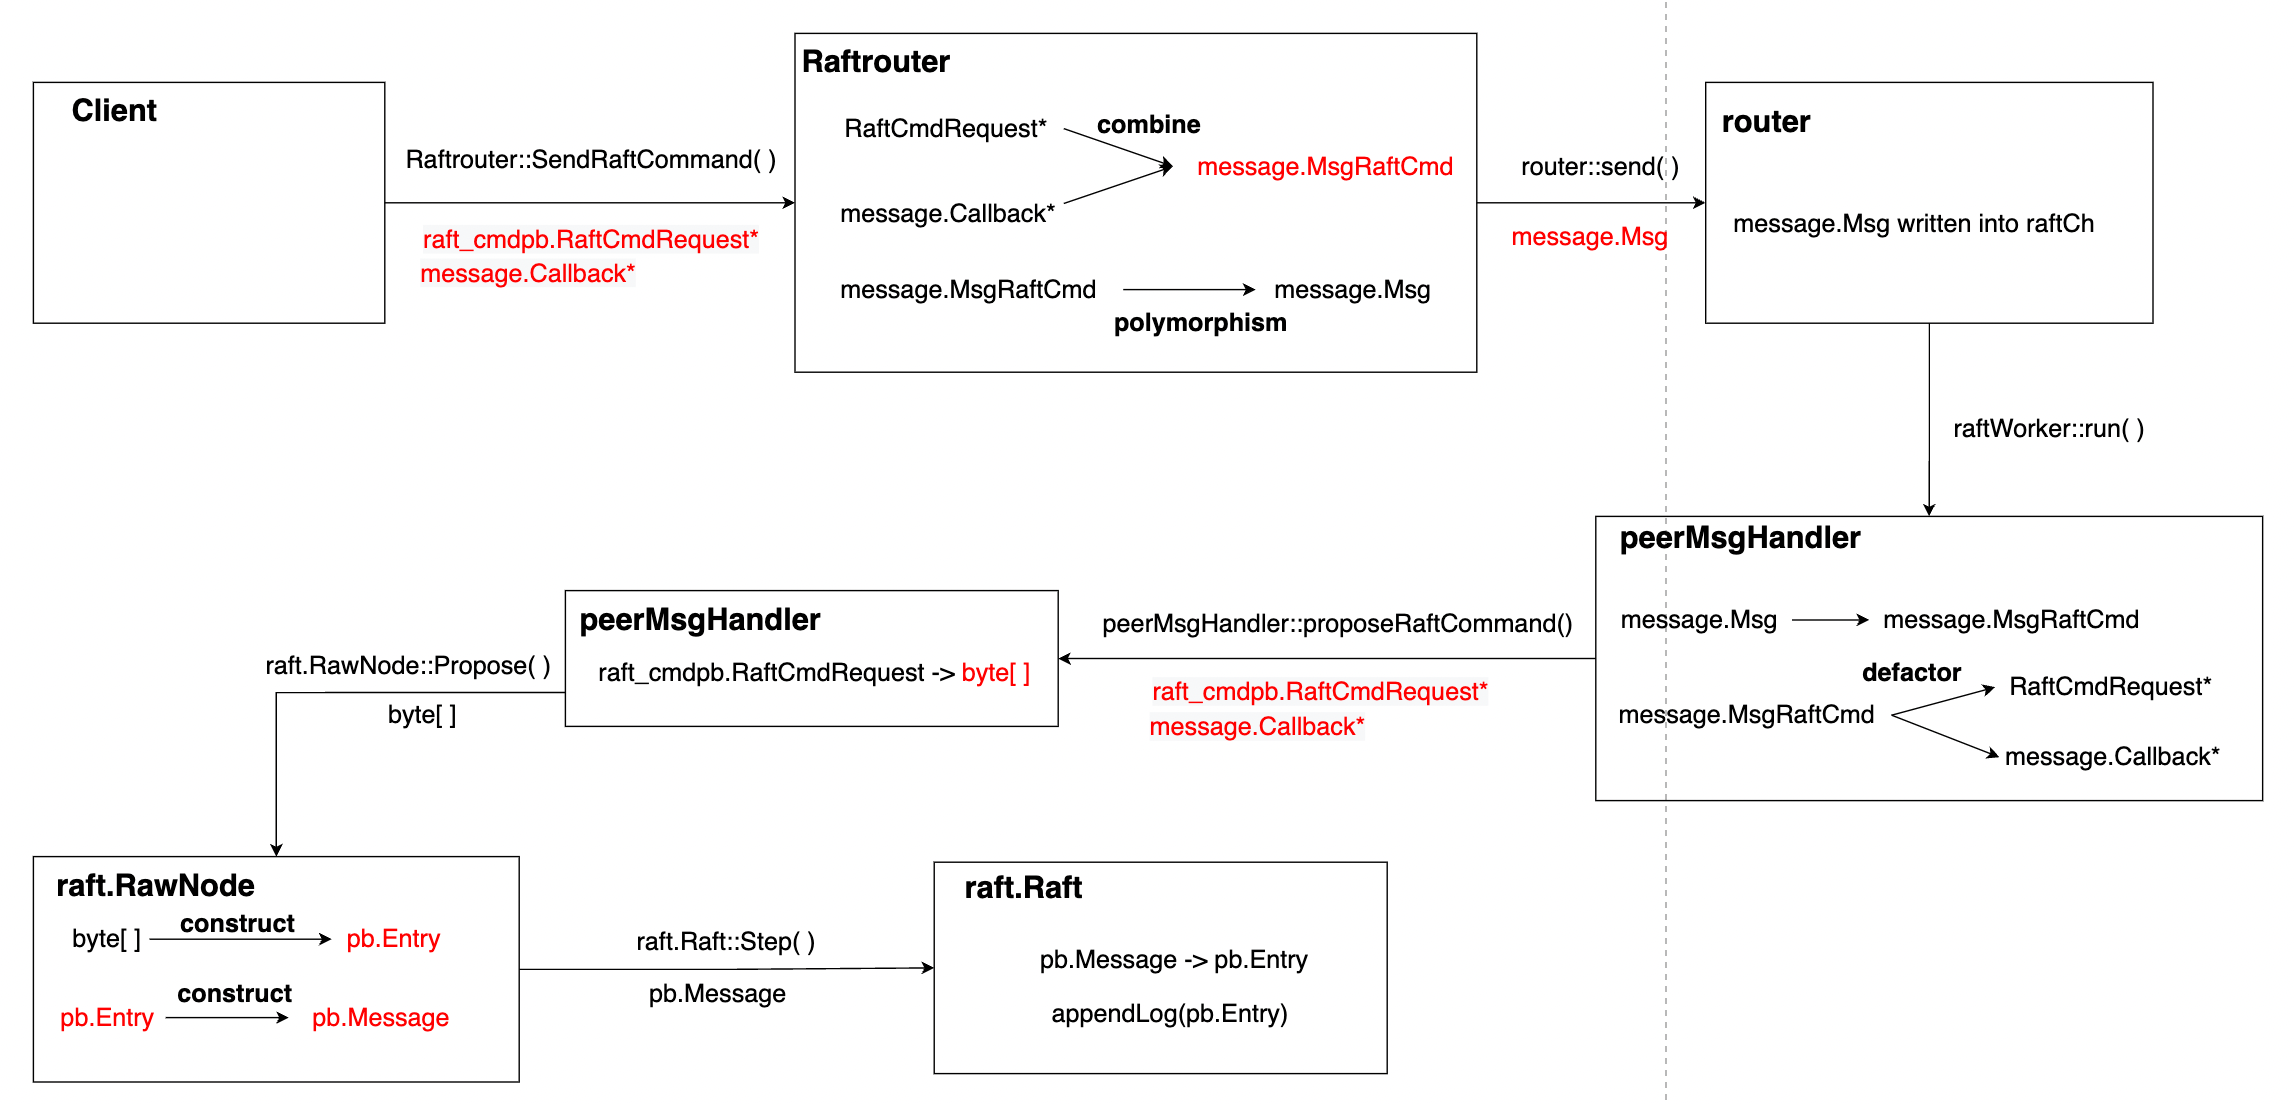 Client
Raftrouter::SendRaftCommand( )
raft_cmdpb.RaftCmdRequest*
message.Callback*
Raftrouter
RaftCmdRequest*
combine
message.MsgRaftCmd
message.Callback*
message.MsgRaftCmd
message.Msg
polymorphism
router::send( )
message.Msg
router
message.Msg written into raftCh
raftWorker::run( )
peerMsgHandler
message.Msg
message.MsgRaftCmd
defactor
RaftCmdRequest*
message.MsgRaftCmd
message.Callback*
peerMsgHandler::proposeRaftCommand()
raft_cmdpb.RaftCmdRequest*
message.Callback*
peerMsgHandler
raft_cmdpb.RaftCmdRequest -> byte[ ]
raft.RawNode::Propose( )
byte[ ]
raft.RawNode
byte[ ]
construct
pb.Entry
pb.Entry
construct
pb.Message
raft.Raft::Step( )
pb.Message
raft.Raft
pb.Message -> pb.Entry
appendLog(pb.Entry)